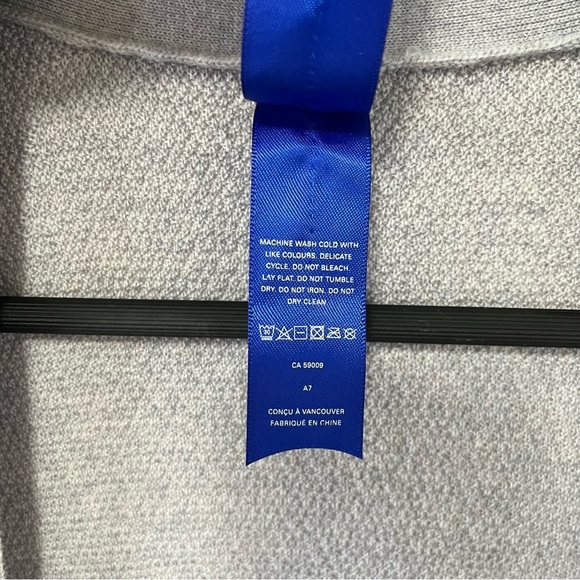 MACHINE WASH COLD WITH
LIKE COLOURS. DELICATE
CYCLE. DO NOT BLEACH.
LAY FLAT. DO NOT TUMBLE
DRY. DO NOT IRON. DO NOT
DRY CLEAN
30
CA 59009
A7
CONÇU À VANCOUVER
FABRIQUÉ EN CHINE